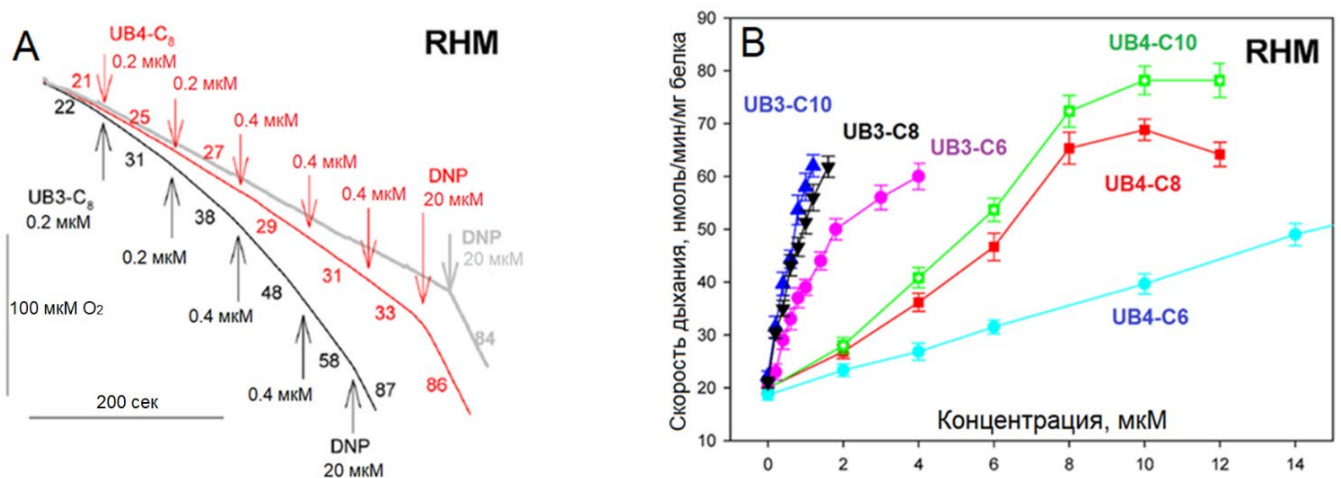 A
UB4-C8
RHM
0.2 мкМ
21
0.2 мкМ
22
25
0.4 мкМ
31
27
0.4 мкМ
0.4 мкМ
DNP
20 мкМ
UB3-C8
0.2 мкМ
38
29
DNP
20 мкМ
0.2 мкМ
31
48
33
100 мкМ O2
0.4 мкМ
84
58
87
86
200 сек
0.4 мкМ
DNP
20 мкМ
B
UB4-C10
RHM
UB3-C10
UB3-C8
UB3-C6
UB4-C8
UB4-C6
Скорость дыхания, нмоль/мин/мг белка
90
80
70
60
50
40
30
20
10
Концентрация, мкМ
0 2 4 6 8 10 12 14